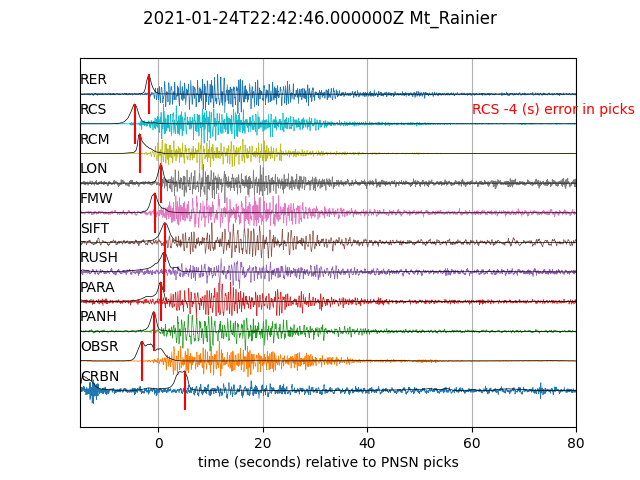 2021-01-24T22:42:46.000000Z Mt_Rainier
RER
RCS
RCS -4 (s) error in picks
RCM
LON
FMW
SIFT
RUSH
PARA
PANH
OBSR
CRBN
0 20 40 60 80
time (seconds) relative to PNSN picks